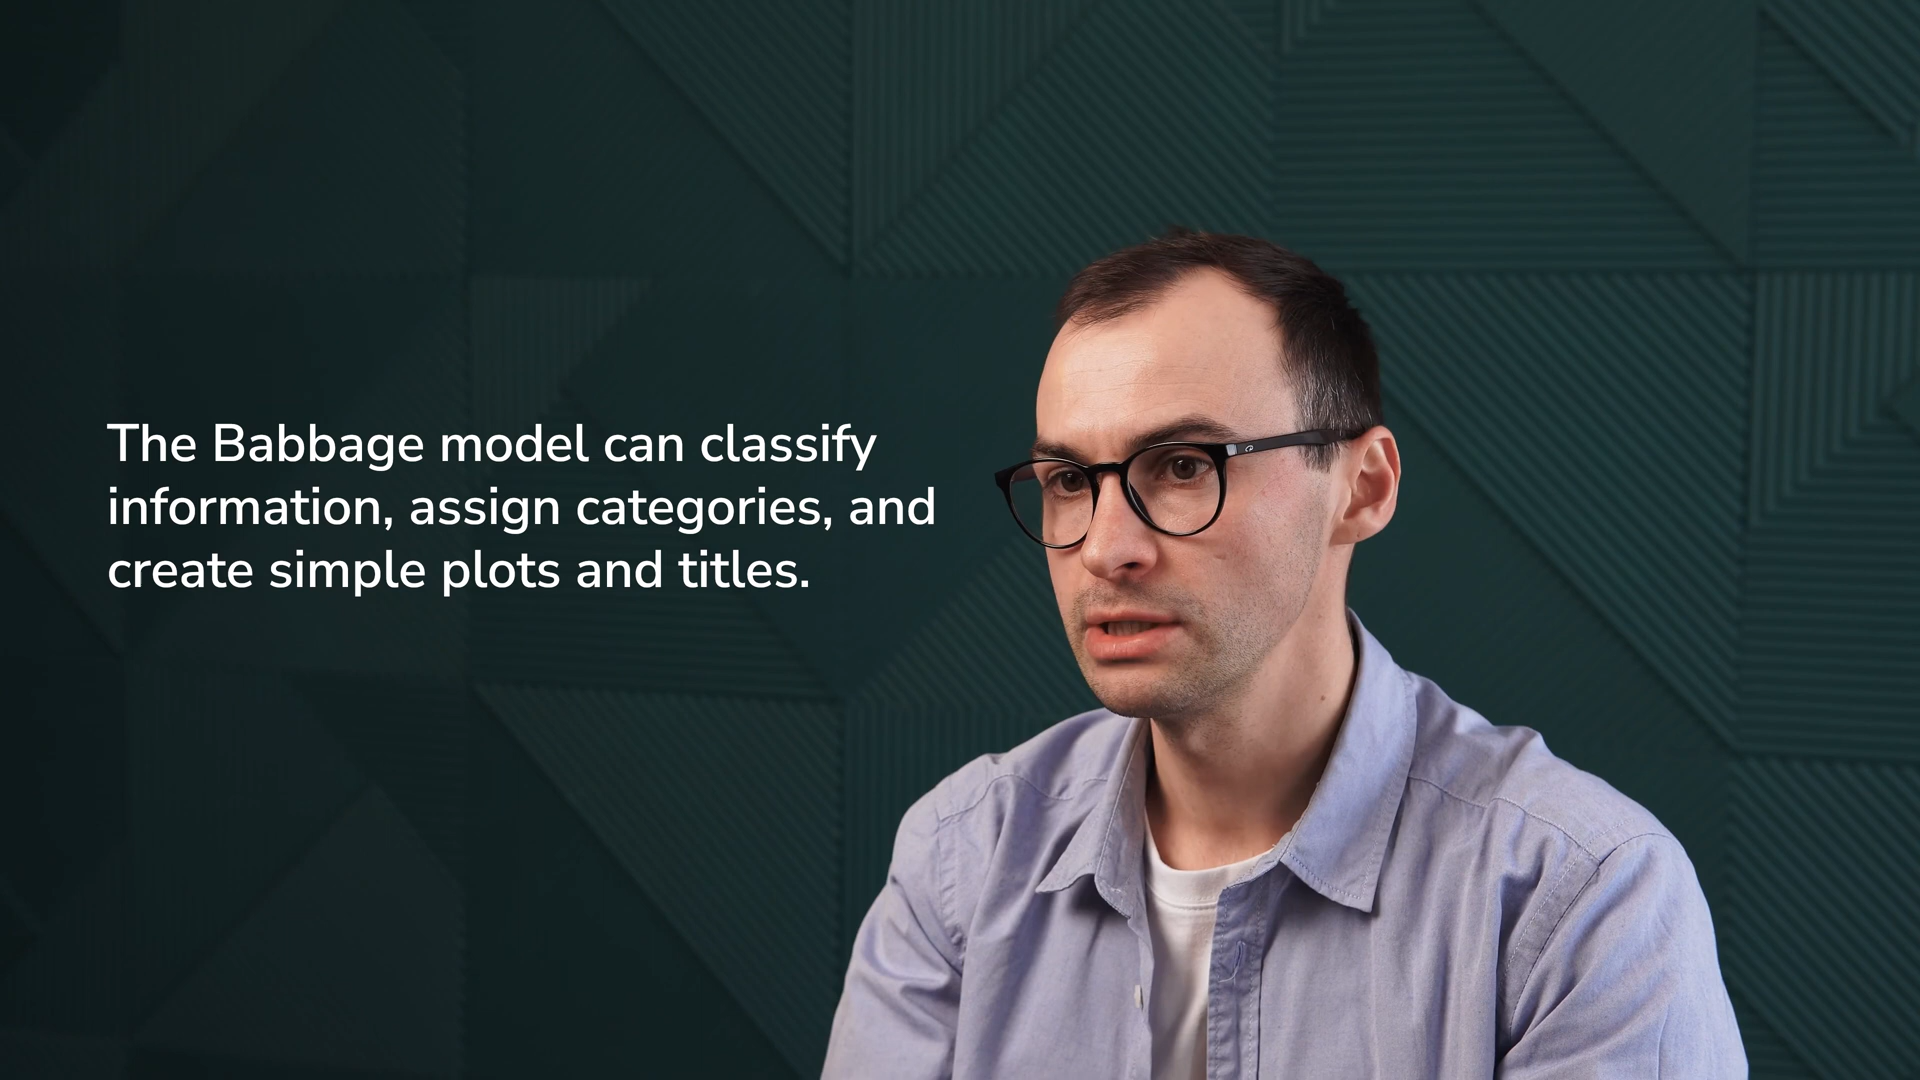 The Babbage model can classify
information, assign categories, and
create simple plots and titles.